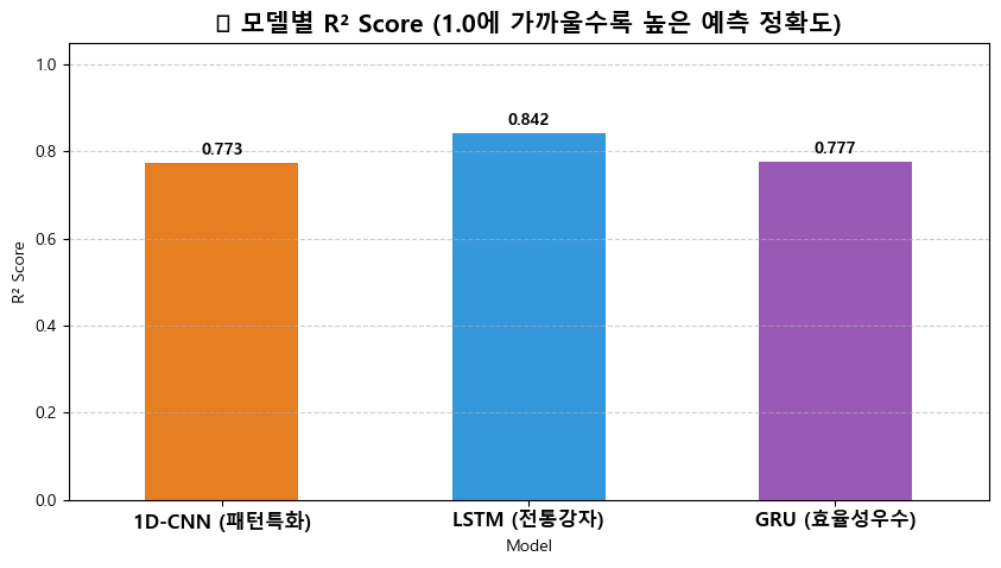 모델별 R² Score (1.0에 가까울수록 높은 예측 정확도)
1.0
0.8
0.6
0.4
0.2
0.0
R² Score
0.773
0.842
0.777
1D-CNN (패턴특화)
LSTM (전통강자)
GRU (효율성우수)
Model